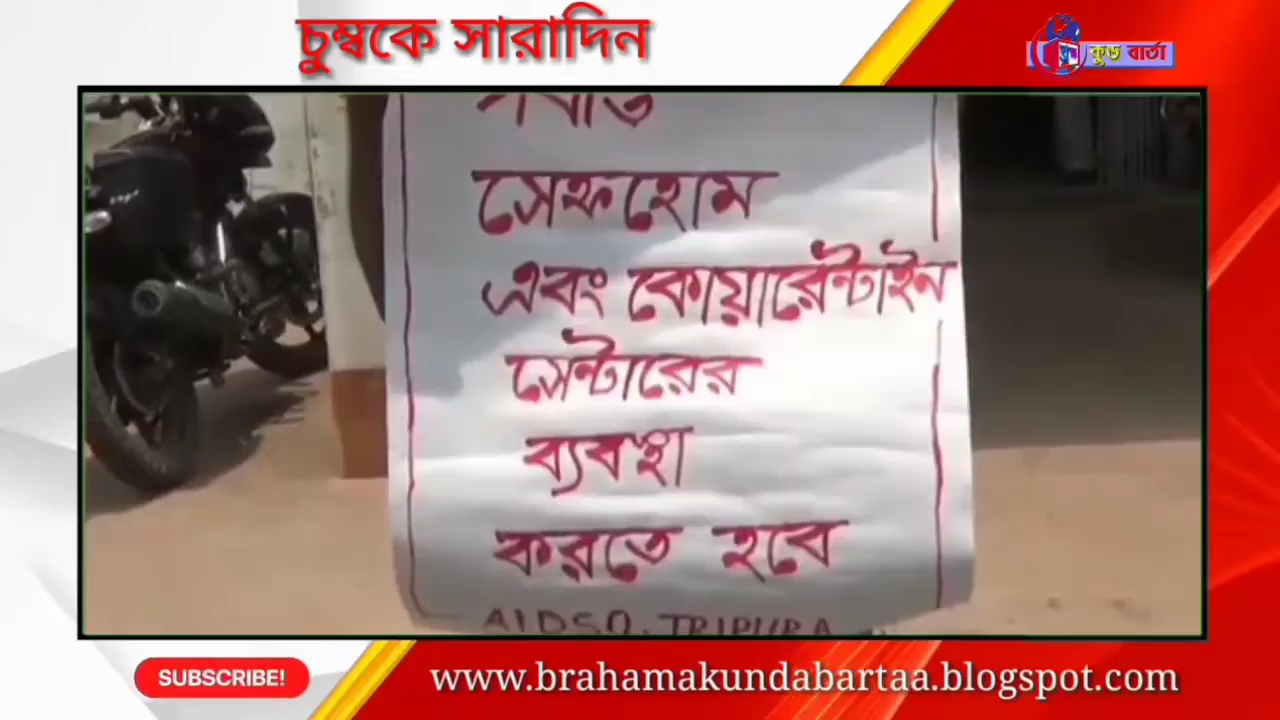 চুম্বকে সারাদিন
কুন্ড বার্তা
সেফহোম
এবং কোয়ারেন্টাইন
সেন্টারের
ব্যবস্থা
করতে হবে
AIDSO, TRIPURA
SUBSCRIBE!
www.brahamakundabartaa.blogspot.com